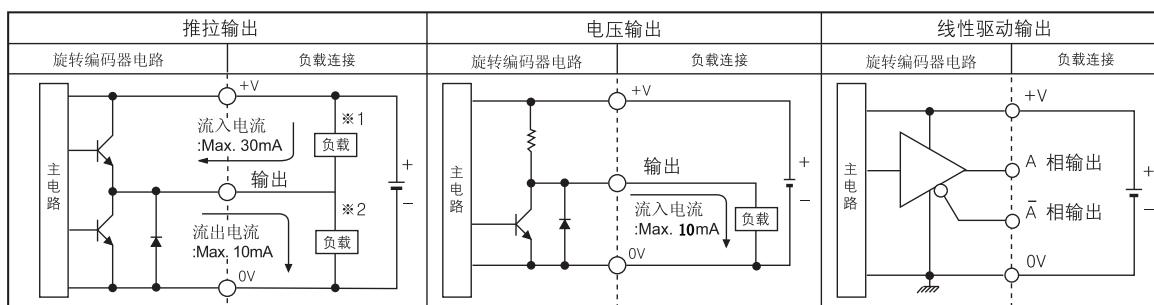 推拉输出
旋转编码器电路
负载连接
+V
※1
流入电流
:Max. 30mA
负载
主电路
输出
+
−
※2
流出电流
:Max. 10mA
负载
0V
电压输出
旋转编码器电路
负载连接
+V
主电路
输出
+
−
流入电流
:Max. 10mA
负载
0V
线性驱动输出
旋转编码器电路
负载连接
+V
主电路
A 相输出
+
−
A̅ 相输出
0V